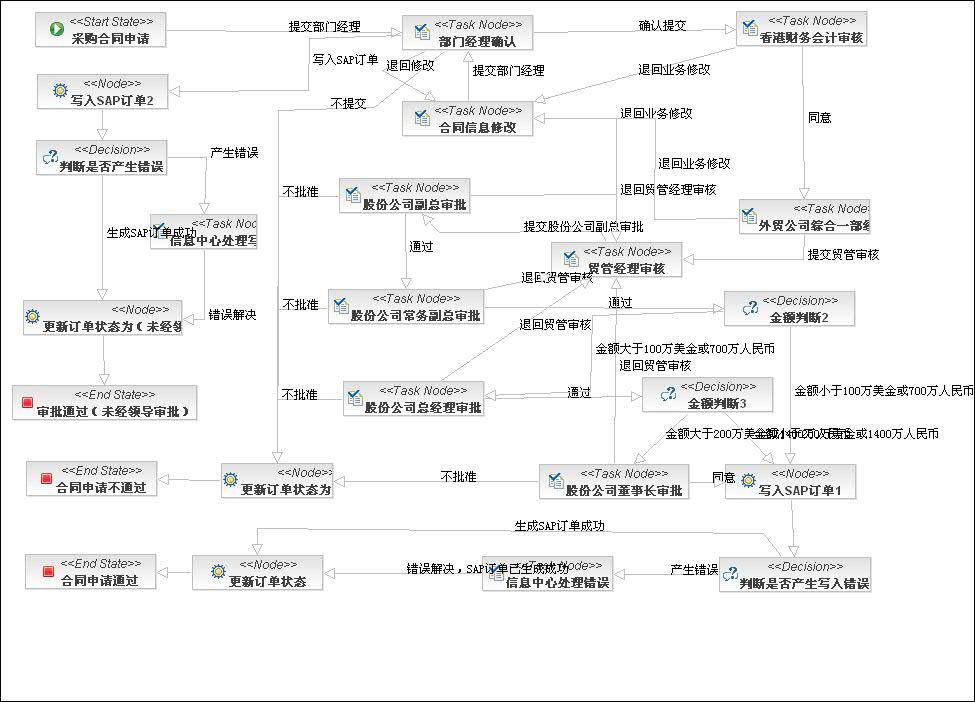 <<Start State>>
采购合同申请
提交部门经理
<<Task Node>>
部门经理确认
确认提交
<<Task Node>>
香港财务会计审核
写入SAP订单
退回修改
提交部门经理
退回业务修改
<<Node>>
写入SAP订单2
不提交
<<Task Node>>
合同信息修改
退回业务修改
同意
<<Decision>>
判断是否产生错误
产生错误
退回业务修改
<<Task Node>>
股份公司副总审批
不批准
退回贸管经理审核
<<Task Node>>
外贸公司综合一部经
<<Task Nod
信息中心处理写
生成SAP订单成功
提交股份公司副总审批
通过
<<Task Node>>
贸管经理审核
提交贸管审核
退回贸管审核
<<Node>>
更新订单状态为（未经领
错误解决
不批准
<<Task Node>>
股份公司常务副总审批
通过
<<Decision>>
金额判断2
退回贸管审核
金额大于100万美金或700万人民币
退回贸管审核
<<End State>>
审批通过（未经领导审批）
不批准
<<Task Node>>
股份公司总经理审批
通过
<<Decision>>
金额判断3
金额小于100万美金或700万人民币
金额大于200万美金或1400万人民币
金额小于200万美金或1400万人民币
<<End State>>
合同申请不通过
<<Node>>
更新订单状态为
不批准
<<Task Node>>
股份公司董事长审批
同意
<<Node>>
写入SAP订单1
生成SAP订单成功
<<End State>>
合同申请通过
<<Node>>
更新订单状态
错误解决，SAP订单已生成成功
<<Task Node>>
信息中心处理错误
产生错误
<<Decision>>
判断是否产生写入错误